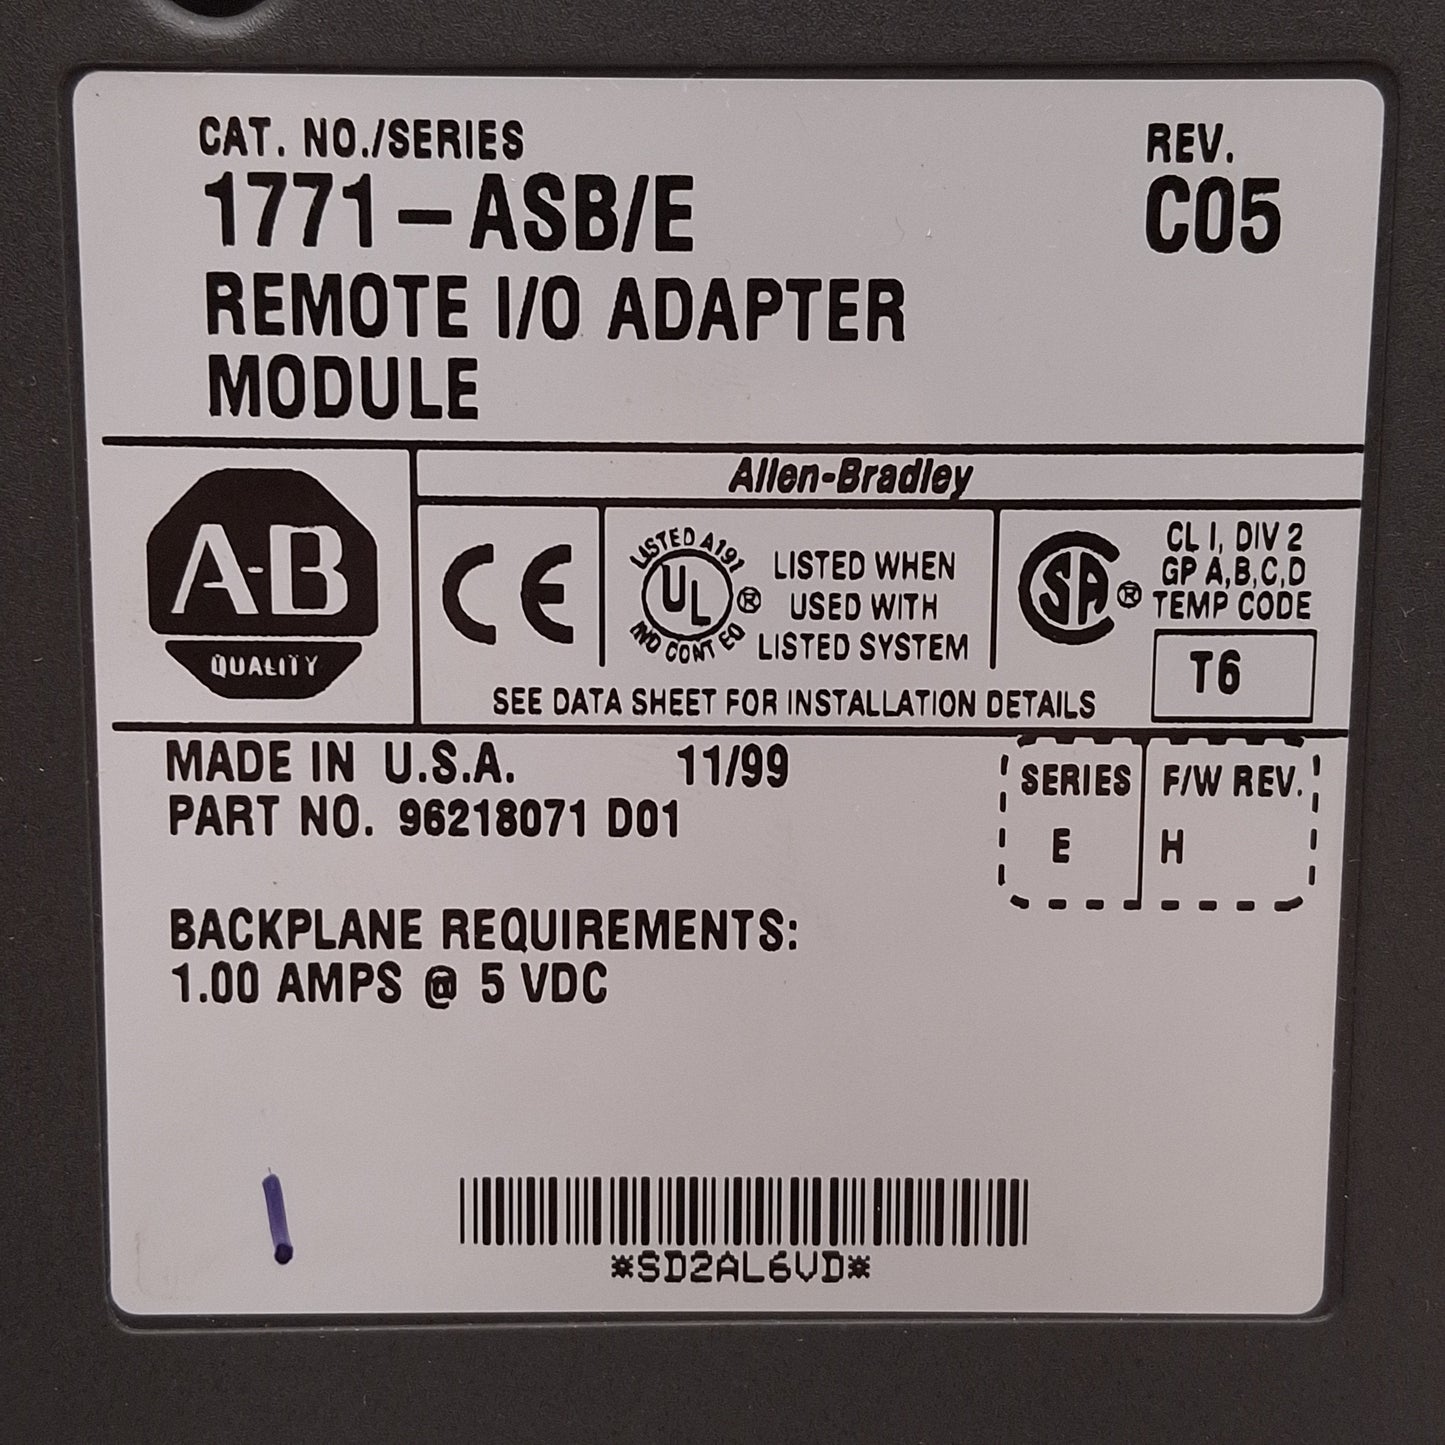 CAT. NO./SERIES
REV.
1771-ASB/E
C05
REMOTE I/O ADAPTER
MODULE
Allen-Bradley
A-B
QUALITY
CE
LISTED A197
UL
®
IND CONT EQ
LISTED WHEN
USED WITH
LISTED SYSTEM
SA ®
CL I, DIV 2
GP A,B,C,D
TEMP CODE
T6
SEE DATA SHEET FOR INSTALLATION DETAILS
MADE IN U.S.A. 11/99
PART NO. 96218071 D01
SERIES F/W REV.
E H
BACKPLANE REQUIREMENTS:
1.00 AMPS @ 5 VDC
*SD2AL6VD*